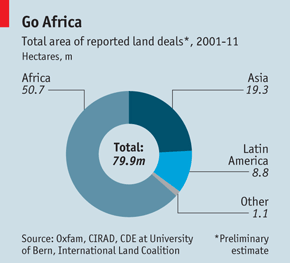 Go Africa
Total area of reported land deals*, 2001-11
Hectares, m
Africa
50.7
Asia
19.3
Total:
79.9m
Latin
America
8.8
Other
1.1
Source: Oxfam, CIRAD, CDE at University
of Bern, International Land Coalition
*Preliminary
estimate